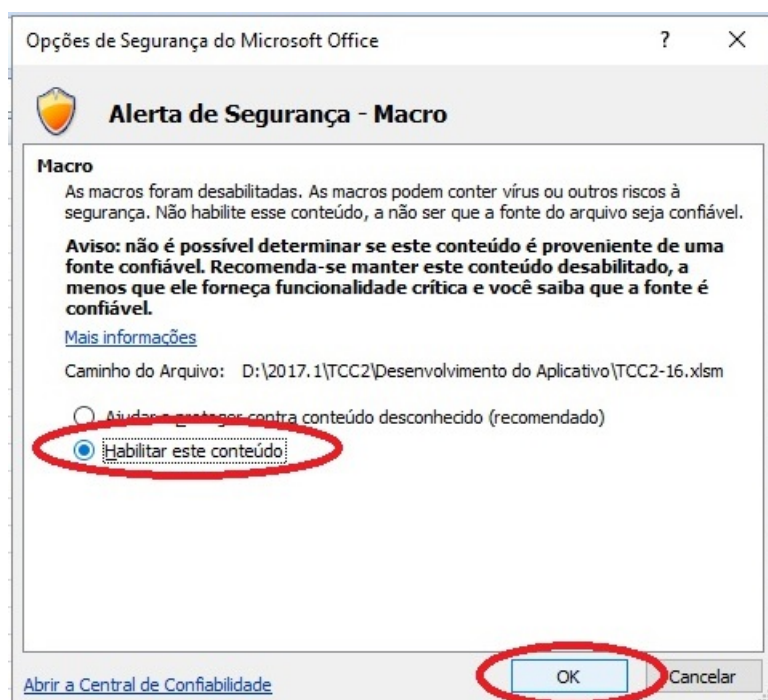 Opções de Segurança do Microsoft Office ? X
Alerta de Segurança - Macro
Macro
As macros foram desabilitadas. As macros podem conter vírus ou outros riscos à
segurança. Não habilite esse conteúdo, a não ser que a fonte do arquivo seja confiável.
Aviso: não é possível determinar se este conteúdo é proveniente de uma
fonte confiável. Recomenda-se manter este conteúdo desabilitado, a
menos que ele forneça funcionalidade crítica e você saiba que a fonte é
confiável.
Mais informações
Caminho do Arquivo: D:\2017.1\TCC2\Desenvolvimento do Aplicativo\TCC2-16.xlsm
Ajudar a proteger contra conteúdo desconhecido (recomendado)
Habilitar este conteúdo
Abrir a Central de Confiabilidade OK Cancelar